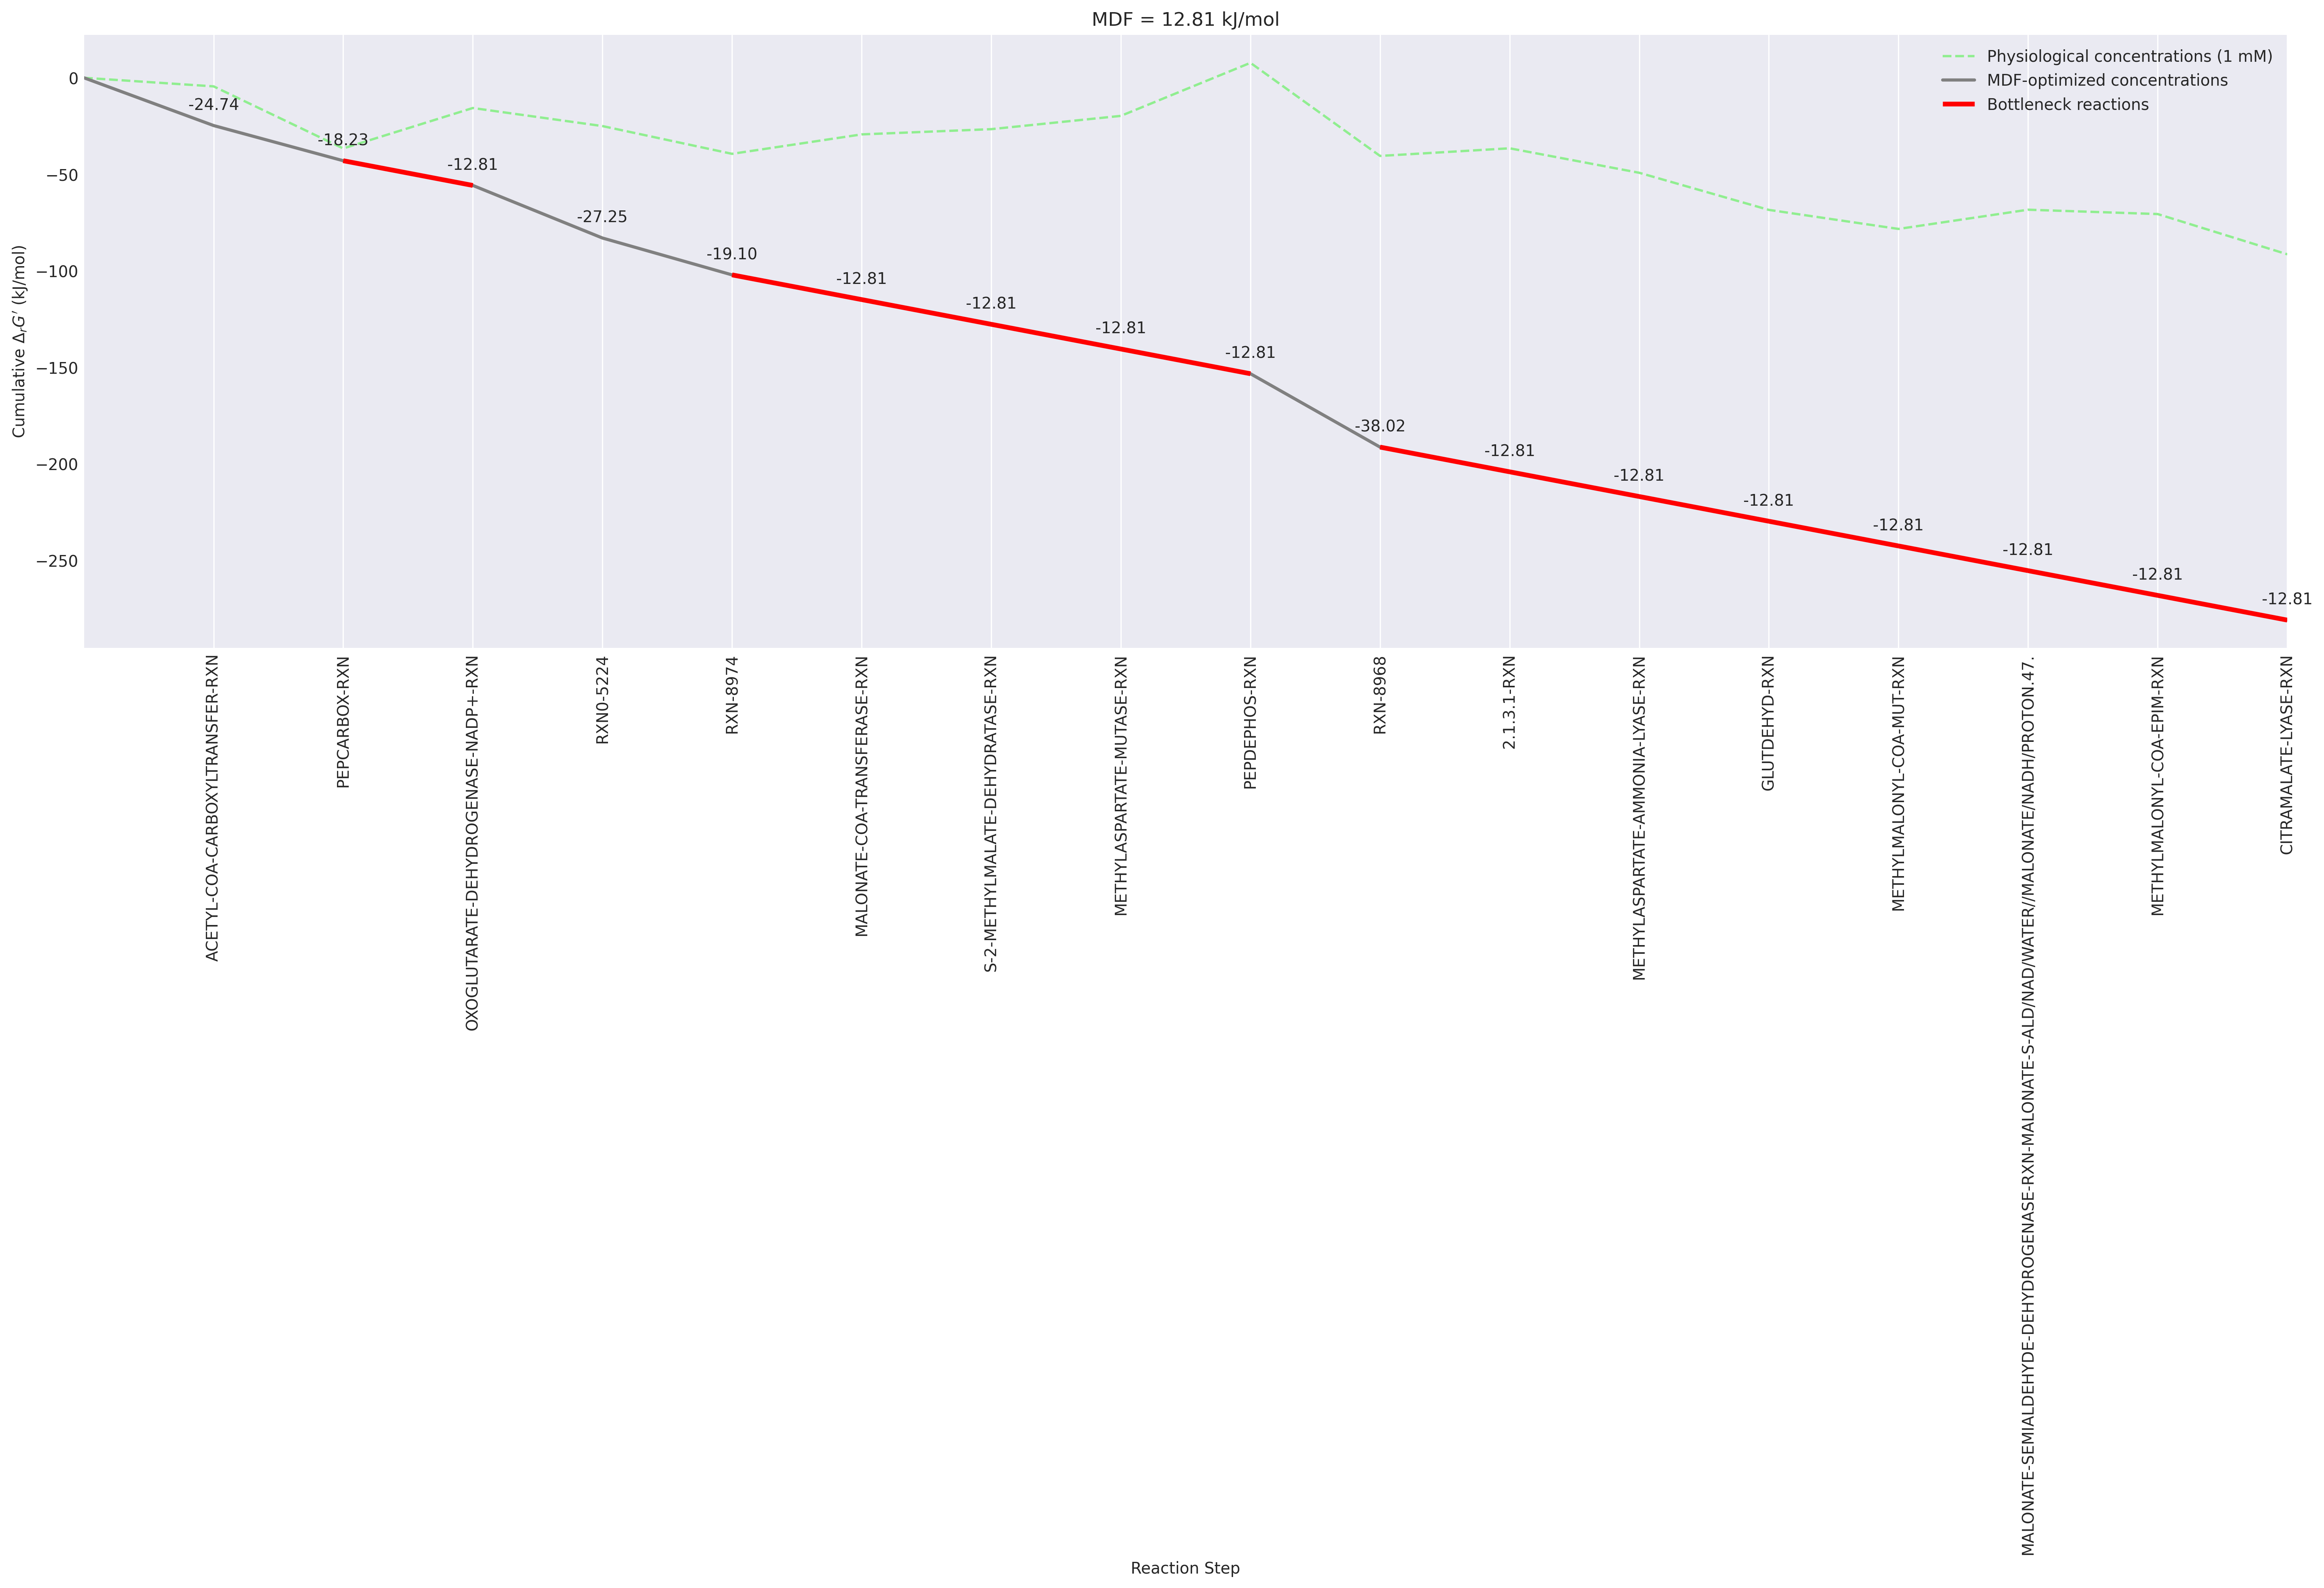 MDF = 12.81 kJ/mol
Physiological concentrations (1 mM)
MDF-optimized concentrations
Bottleneck reactions
Cumulative ΔrG′ (kJ/mol)
0
−50
−100
−150
−200
−250
-24.74
-18.23
-12.81
-27.25
-19.10
-12.81
-12.81
-12.81
-12.81
-38.02
-12.81
-12.81
-12.81
-12.81
-12.81
-12.81
-12.81
ACETYL-COA-CARBOXYLTRANSFER-RXN
PEPCARBOX-RXN
OXOGLUTARATE-DEHYDROGENASE-NADP+-RXN
RXN0-5224
RXN-8974
MALONATE-COA-TRANSFERASE-RXN
S-2-METHYLMALATE-DEHYDRATASE-RXN
METHYLASPARTATE-MUTASE-RXN
PEPDEPHOS-RXN
RXN-8968
2.1.3.1-RXN
METHYLASPARTATE-AMMONIA-LYASE-RXN
GLUTDEHYD-RXN
METHYLMALONYL-COA-MUT-RXN
MALONATE-SEMIALDEHYDE-DEHYDROGENASE-RXN-MALONATE-S-ALD/NAD/WATER//MALONATE/NADH/PROTON.47.
METHYLMALONYL-COA-EPIM-RXN
CITRAMALATE-LYASE-RXN
Reaction Step